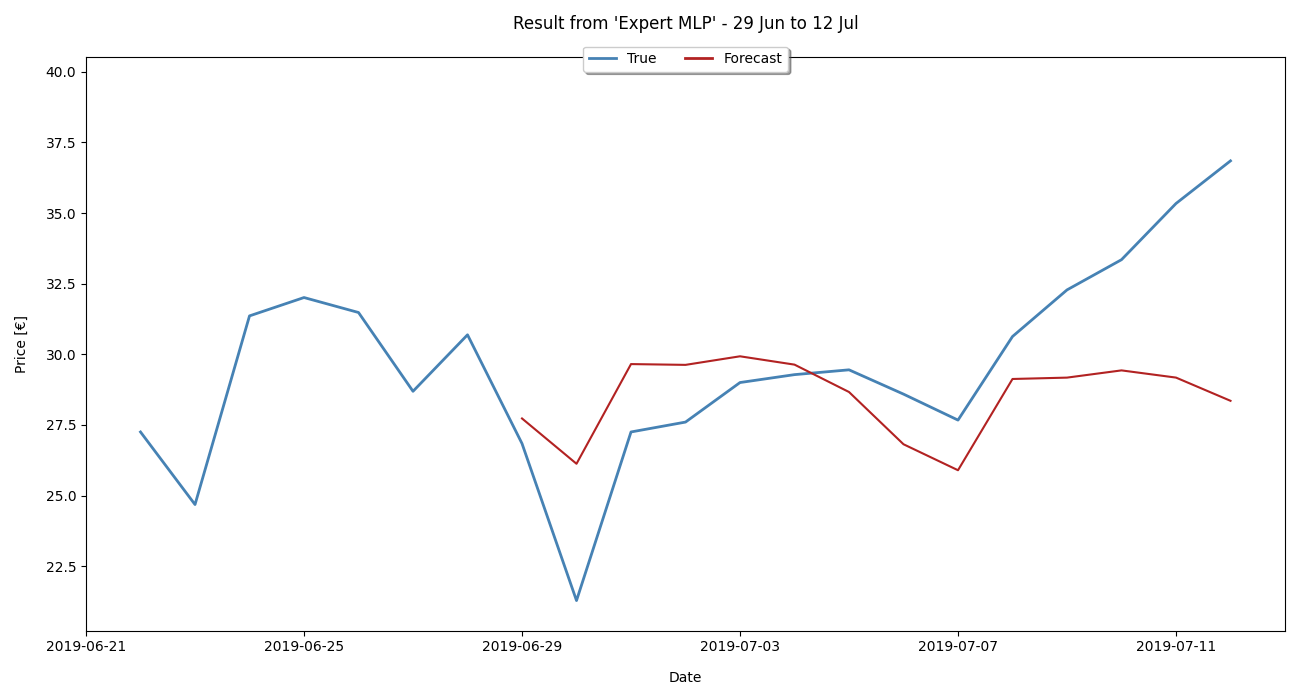 Result from 'Expert MLP' - 29 Jun to 12 Jul
True Forecast
40.0
37.5
35.0
32.5
30.0
27.5
25.0
22.5
Price [€]
2019-06-21 2019-06-25 2019-06-29 2019-07-03 2019-07-07 2019-07-11
Date